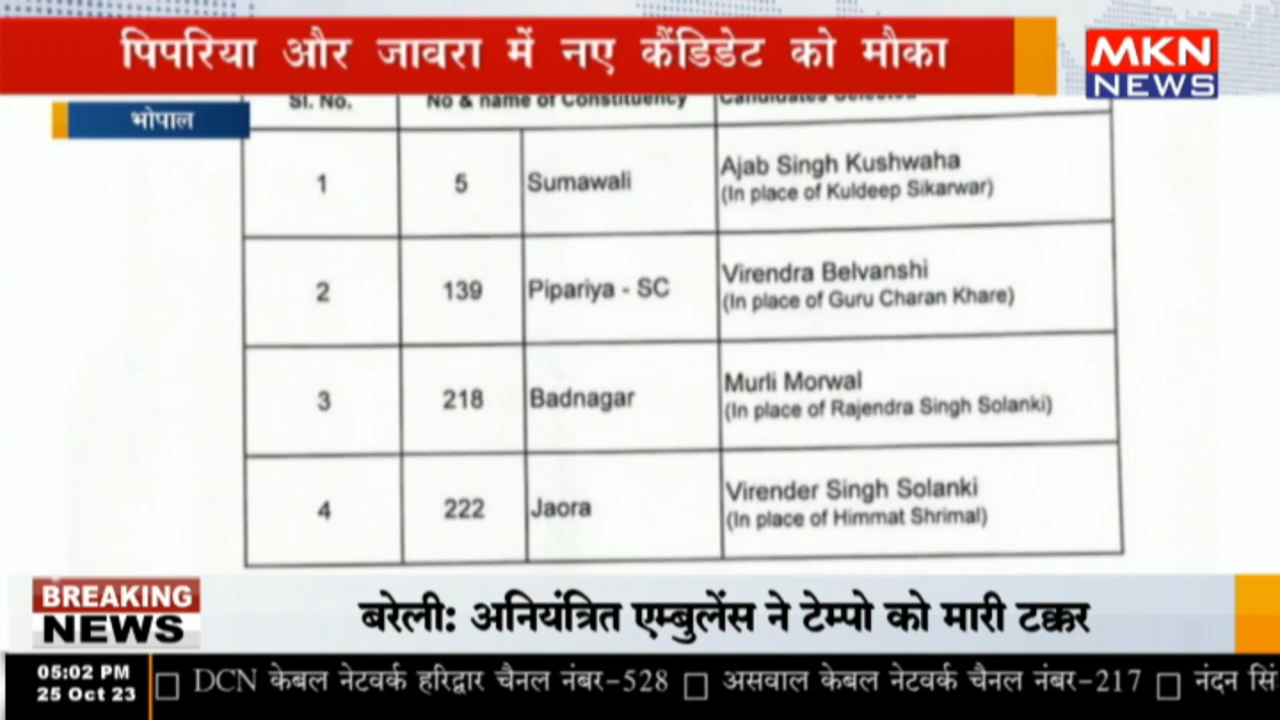 पिपरिया और जावरा में नए कैंडिडेट को मौका
MKN
NEWS
भोपाल
Sl. No. No & name of Constituency Candidates Selected
1 5 Sumawali Ajab Singh Kushwaha
(In place of Kuldeep Sikarwar)
2 139 Pipariya - SC Virendra Belvanshi
(In place of Guru Charan Khare)
3 218 Badnagar Murli Morwal
(In place of Rajendra Singh Solanki)
4 222 Jaora Virender Singh Solanki
(In place of Himmat Shrimal)
BREAKING
NEWS
बरेली: अनियंत्रित एम्बुलेंस ने टेम्पो को मारी टक्कर
05:02 PM
25 Oct 23
DCN केबल नेटवर्क हरिद्वार चैनल नंबर-528 असवाल केबल नेटवर्क चैनल नंबर-217 नंदन सिं